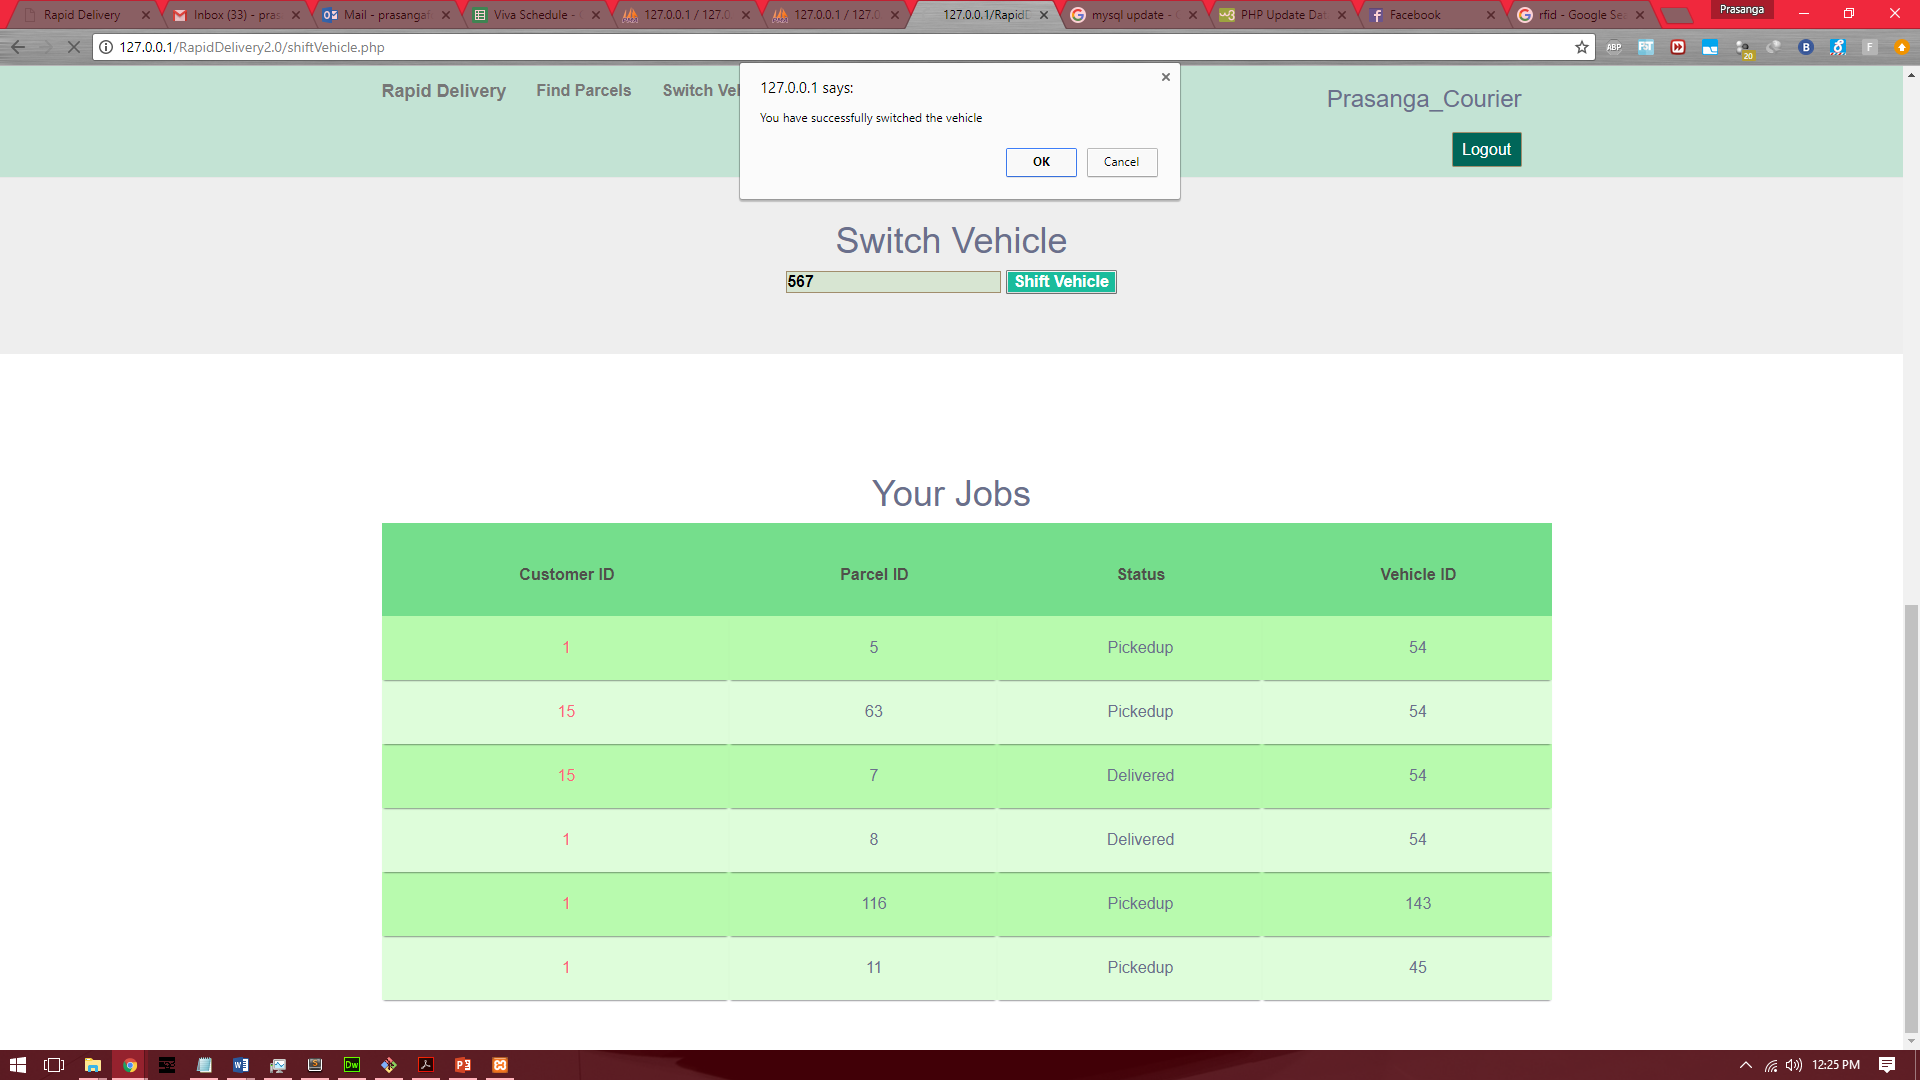 Rapid Delivery
Inbox (33) - pras
Mail - prasangaf
Viva Schedule -
127.0.0.1 / 127.0
127.0.0.1 / 127.0
127.0.0.1/RapidD
mysql update -
PHP Update Dat
Facebook
rfid - Google Se
Prasanga
127.0.0.1/RapidDelivery2.0/shiftVehicle.php
ABP
20
B
F
Rapid Delivery
Find Parcels
Switch Veh
Prasanga_Courier
Logout
127.0.0.1 says:
You have successfully switched the vehicle
OK
Cancel
Switch Vehicle
567
Shift Vehicle
Your Jobs
Customer ID Parcel ID Status Vehicle ID
1 5 Pickedup 54
15 63 Pickedup 54
15 7 Delivered 54
1 8 Delivered 54
1 116 Pickedup 143
1 11 Pickedup 45
Dw
12:25 PM